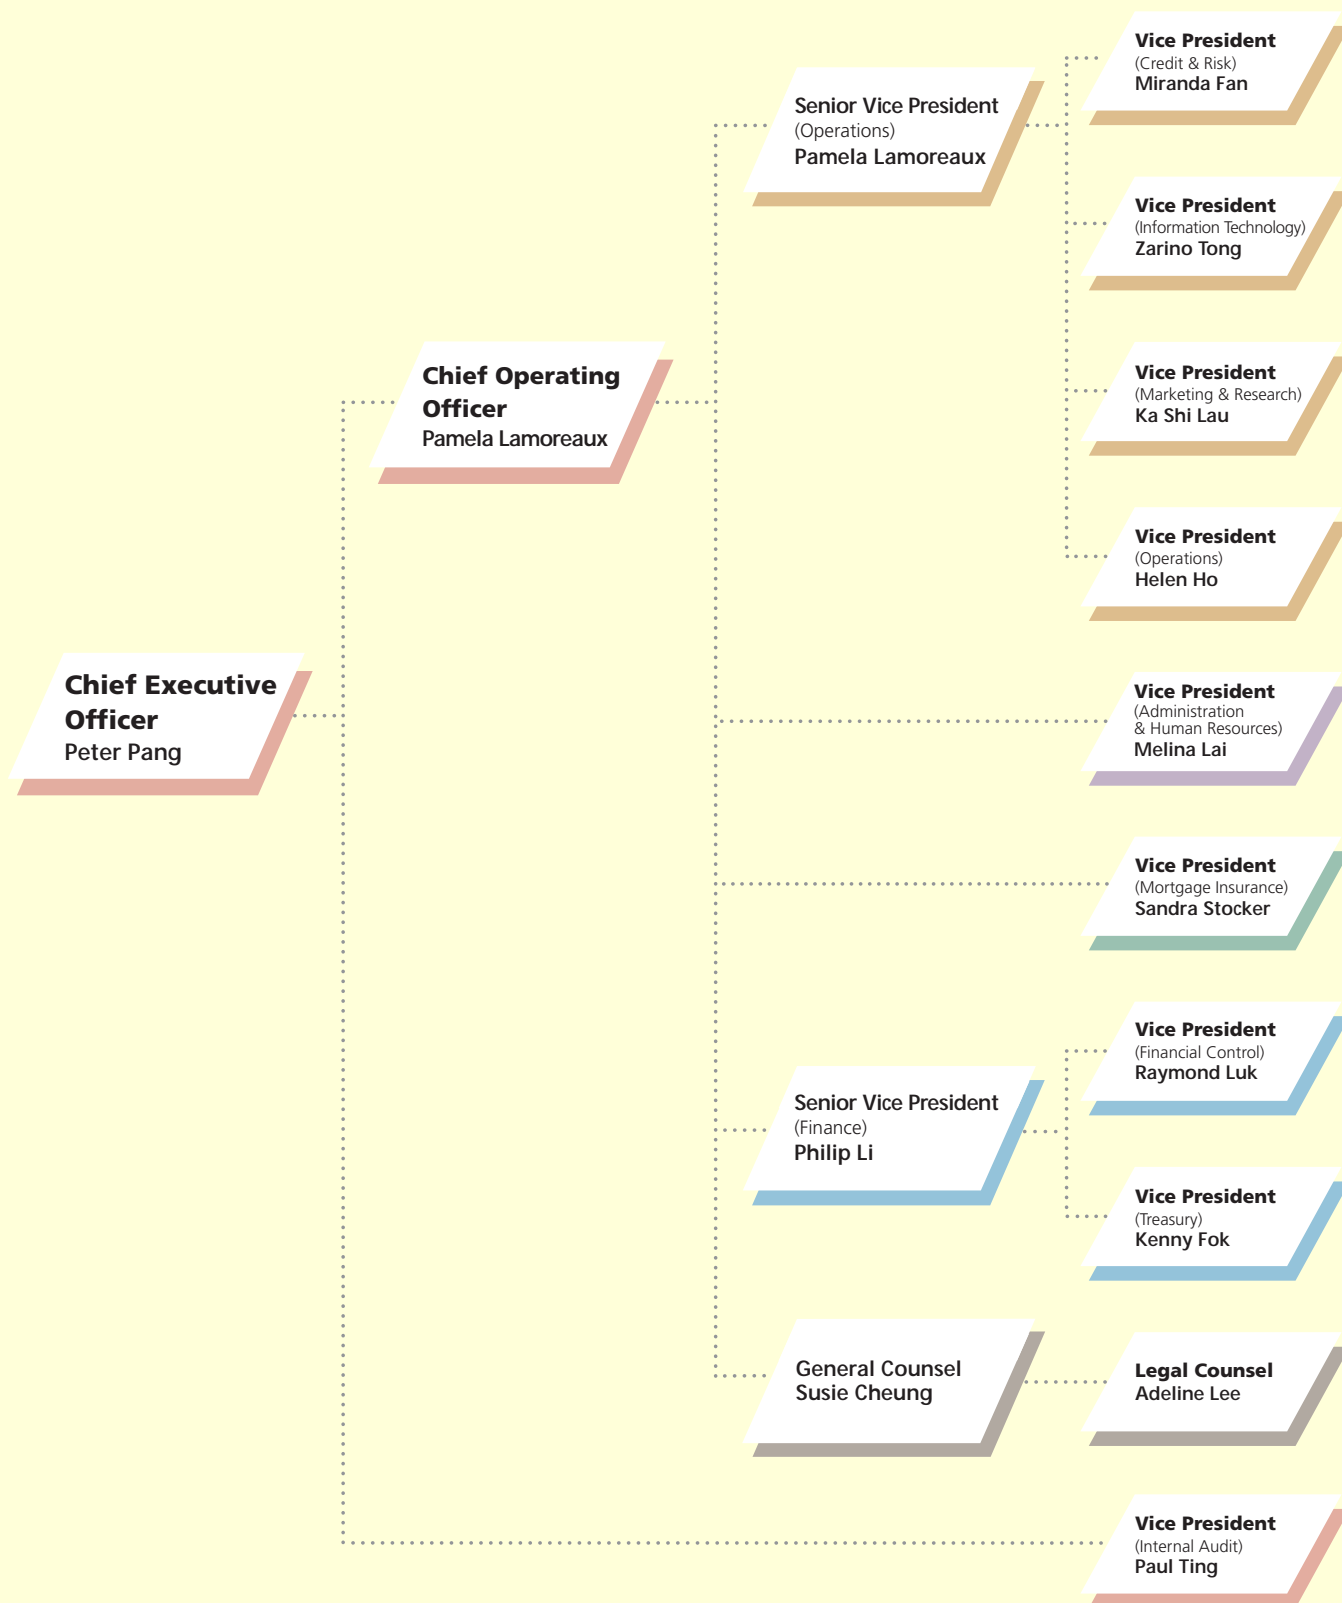 Chief Executive
Officer
Peter Pang
Chief Operating
Officer
Pamela Lamoreaux
Senior Vice President
(Operations)
Pamela Lamoreaux
Vice President
(Credit & Risk)
Miranda Fan
Vice President
(Information Technology)
Zarino Tong
Vice President
(Marketing & Research)
Ka Shi Lau
Vice President
(Operations)
Helen Ho
Vice President
(Administration
& Human Resources)
Melina Lai
Vice President
(Mortgage Insurance)
Sandra Stocker
Senior Vice President
(Finance)
Philip Li
Vice President
(Financial Control)
Raymond Luk
Vice President
(Treasury)
Kenny Fok
General Counsel
Susie Cheung
Legal Counsel
Adeline Lee
Vice President
(Internal Audit)
Paul Ting